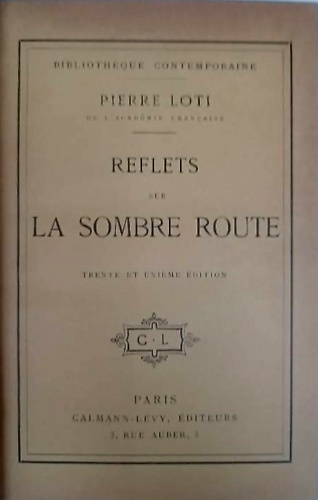 BIBLIOTHÈQUE CONTEMPORAINE
PIERRE LOTI
DE L'ACADÉMIE FRANÇAISE
REFLETS
SUR
LA SOMBRE ROUTE
TRENTE ET UNIÈME ÉDITION
C · L
PARIS
CALMANN-LÉVY, ÉDITEURS
3, RUE AUBER, 3